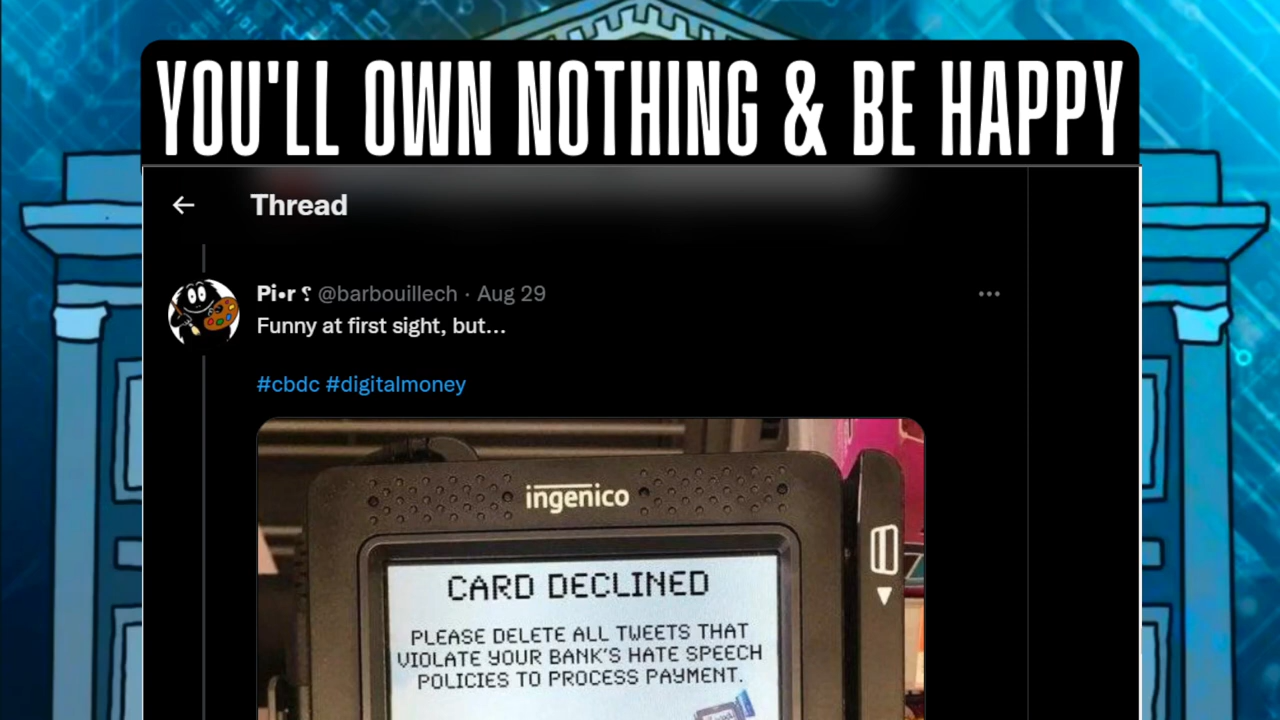 YOU'LL OWN NOTHING & BE HAPPY
Thread
Pi•r ⸮ @barbouillech · Aug 29
Funny at first sight, but...
#cbdc #digitalmoney
ingenico
CARD DECLINED
PLEASE DELETE ALL TWEETS THAT
VIOLATE YOUR BANK'S HATE SPEECH
POLICIES TO PROCESS PAYMENT.